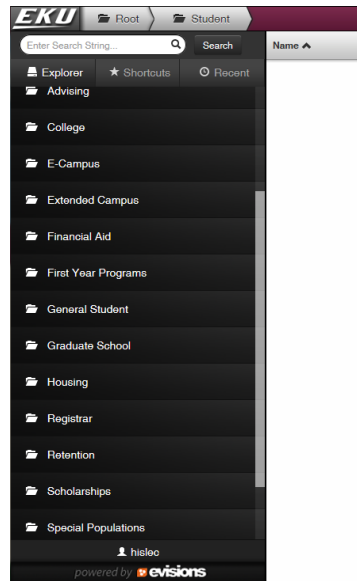 EKU Root Student
Enter Search String... Search Name
Explorer Shortcuts Recent
Advising
College
E-Campus
Extended Campus
Financial Aid
First Year Programs
General Student
Graduate School
Housing
Registrar
Retention
Scholarships
Special Populations
hisleo
powered by evisions